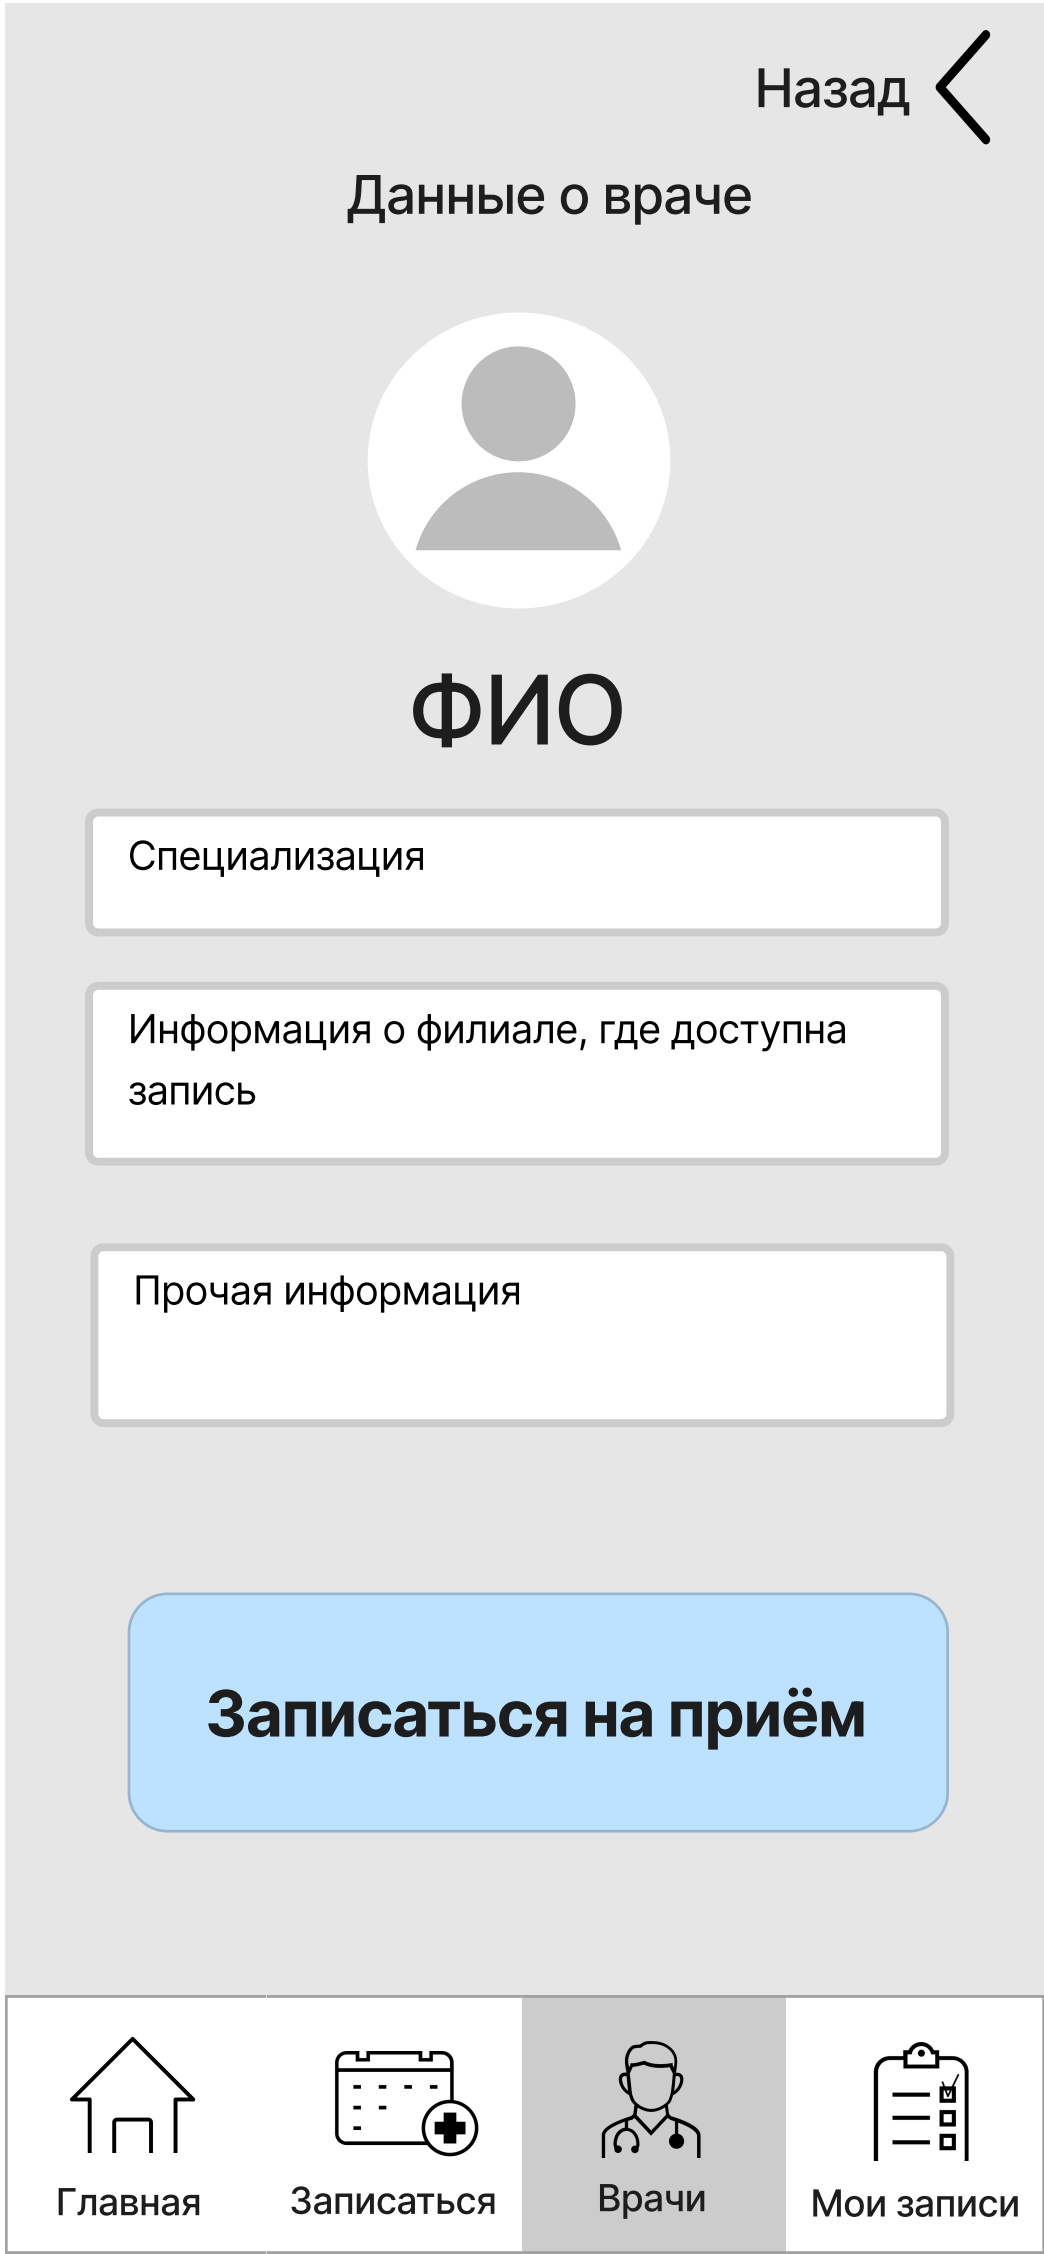 Назад
Данные о враче
ФИО
Специализация
Информация о филиале, где доступна
запись
Прочая информация
Записаться на приём
Главная
Записаться
Врачи
Мои записи